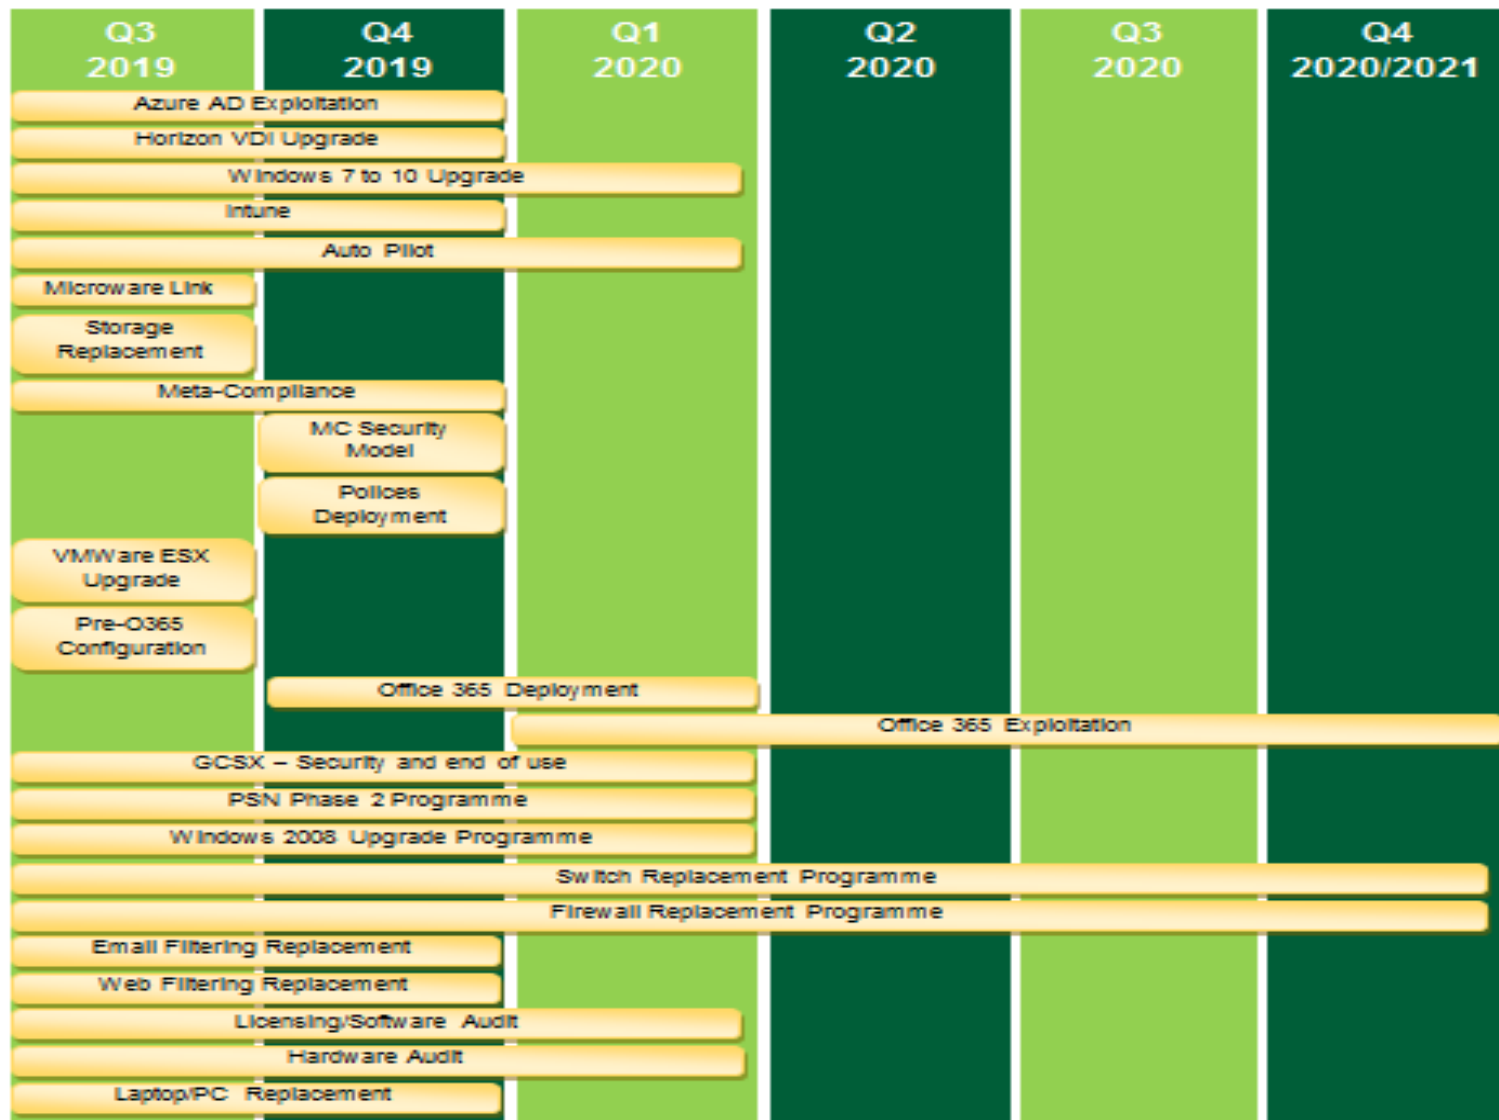 Q3
2019
Q4
2019
Q1
2020
Q2
2020
Q3
2020
Q4
2020/2021
Azure AD Exploitation
Horizon VDI Upgrade
Windows 7 to 10 Upgrade
Intune
Auto Pilot
Microware Link
Storage
Replacement
Meta-Compliance
MC Security
Model
Polices
Deployment
VMWare ESX
Upgrade
Pre-O365
Configuration
Office 365 Deployment
Office 365 Exploitation
GCSX – Security and end of use
PSN Phase 2 Programme
Windows 2008 Upgrade Programme
Switch Replacement Programme
Firewall Replacement Programme
Email Filtering Replacement
Web Filtering Replacement
Licensing/Software Audit
Hardware Audit
Laptop/PC Replacement